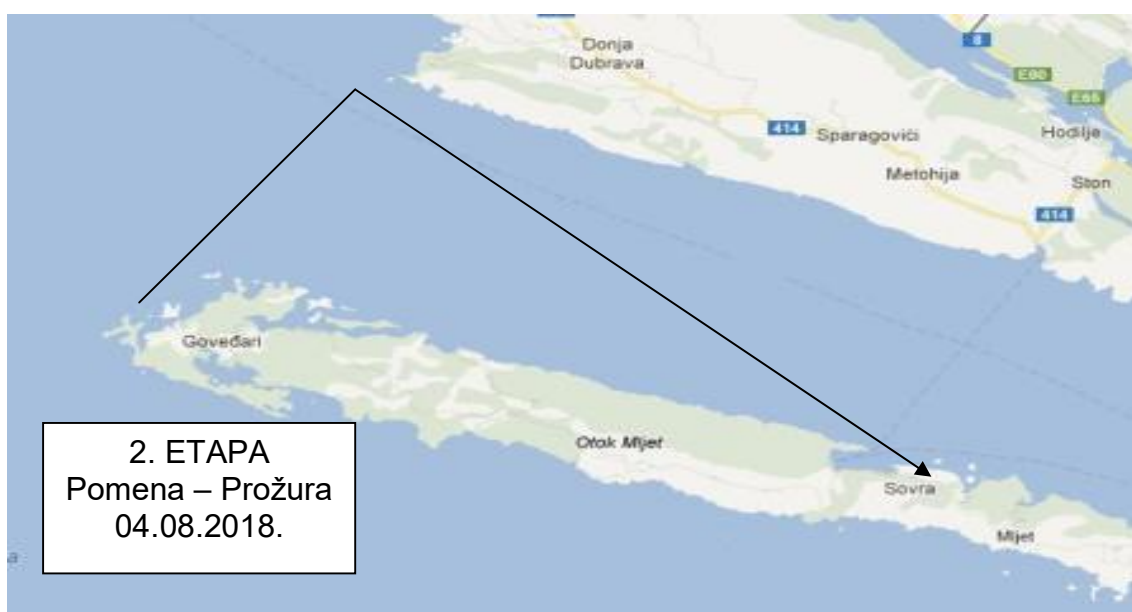 Donja
Dubrava
8
E80
E65
414
Sparagovići
Hodilje
Metohija
Ston
414
Goveđari
Otok Mljet
Sovra
Mljet
2. ETAPA
Pomena – Prožura
04.08.2018.
a